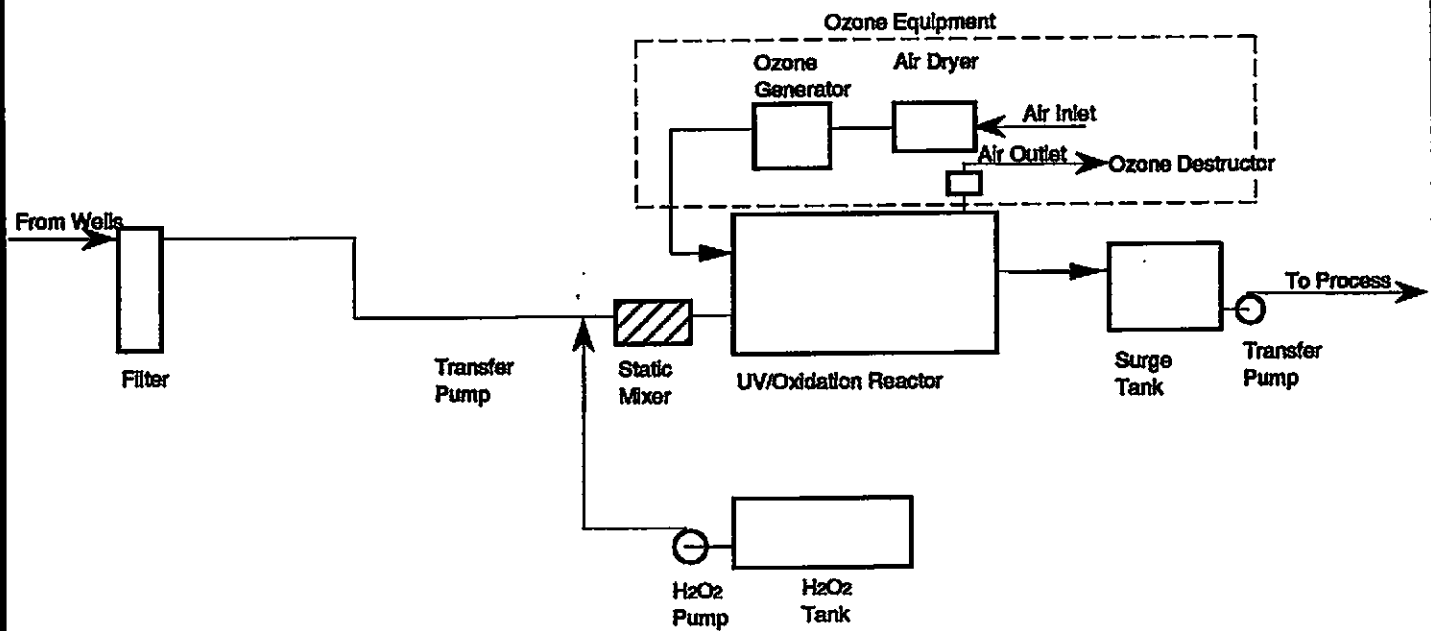 Ozone Equipment
Ozone
Generator
Air Dryer
Air Inlet
Air Outlet
Ozone Destructor
From Wells
Filter
Transfer
Pump
Static
Mixer
UV/Oxidation Reactor
Surge
Tank
To Process
Transfer
Pump
H2O2
Pump
H2O2
Tank